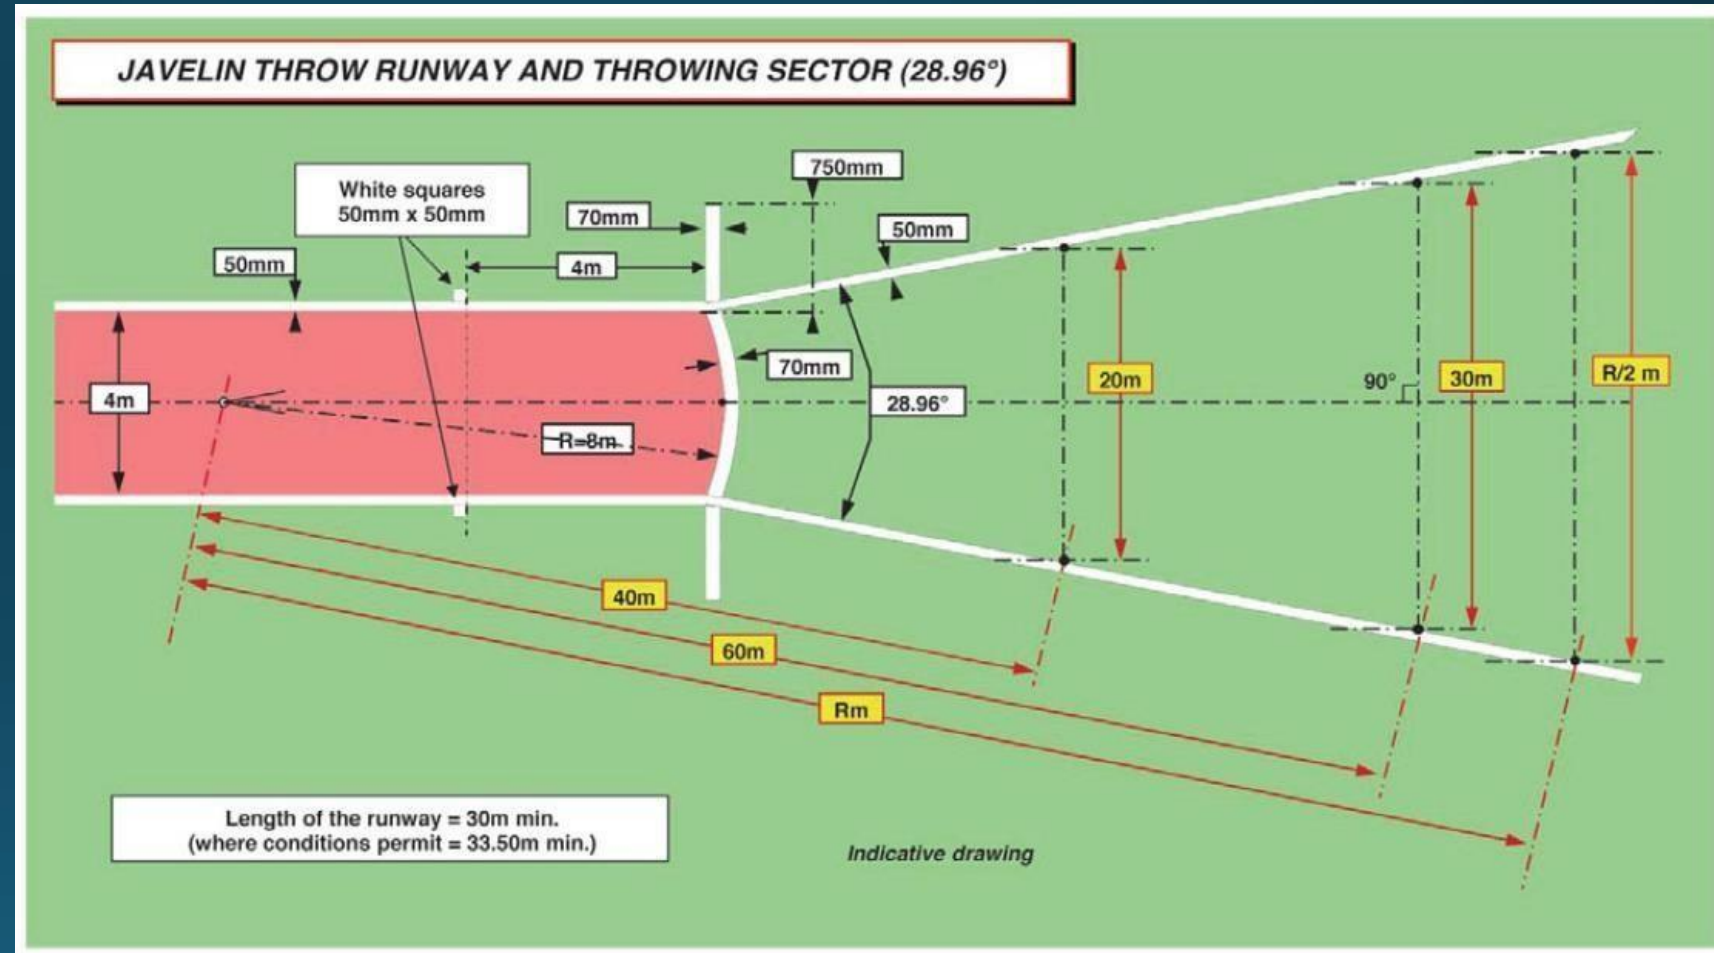 JAVELIN THROW RUNWAY AND THROWING SECTOR (28.96°)
750mm
White squares
50mm x 50mm
70mm
50mm
50mm
4m
70mm
20m
90°
30m
R/2 m
4m
28.96°
R=8m
40m
60m
Rm
Length of the runway = 30m min.
(where conditions permit = 33.50m min.)
Indicative drawing